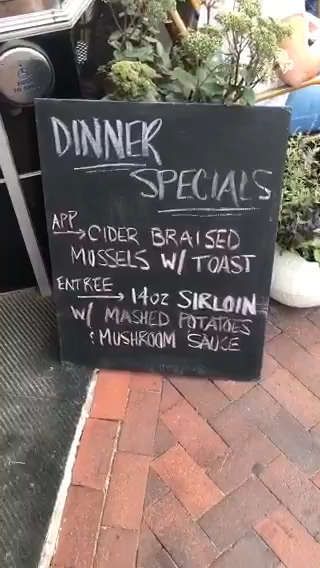 DINNER
SPECIALS
APP
→CIDER BRAISED
MUSSELS W/ TOAST
ENTREE
→ 14oz SIRLOIN
W/ MASHED POTATOES
& MUSHROOM SAUCE